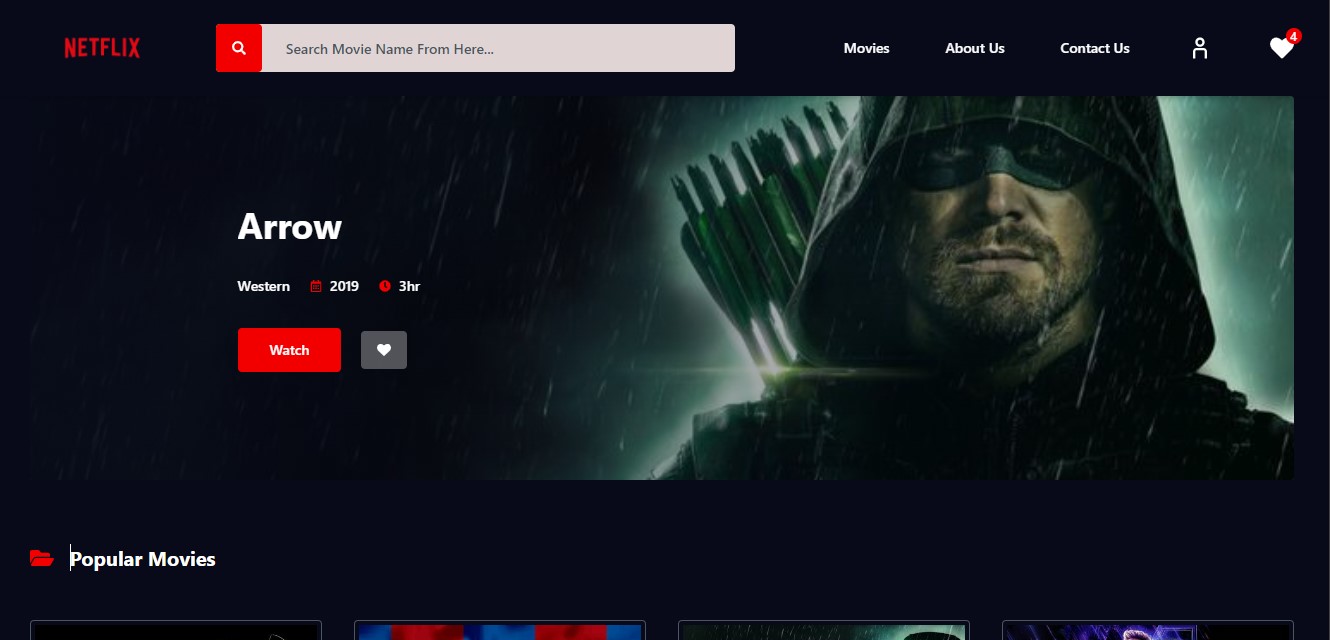 NETFLIX
Search Movie Name From Here...
Movies
About Us
Contact Us
4
Arrow
Western 2019 3hr
Watch
Popular Movies